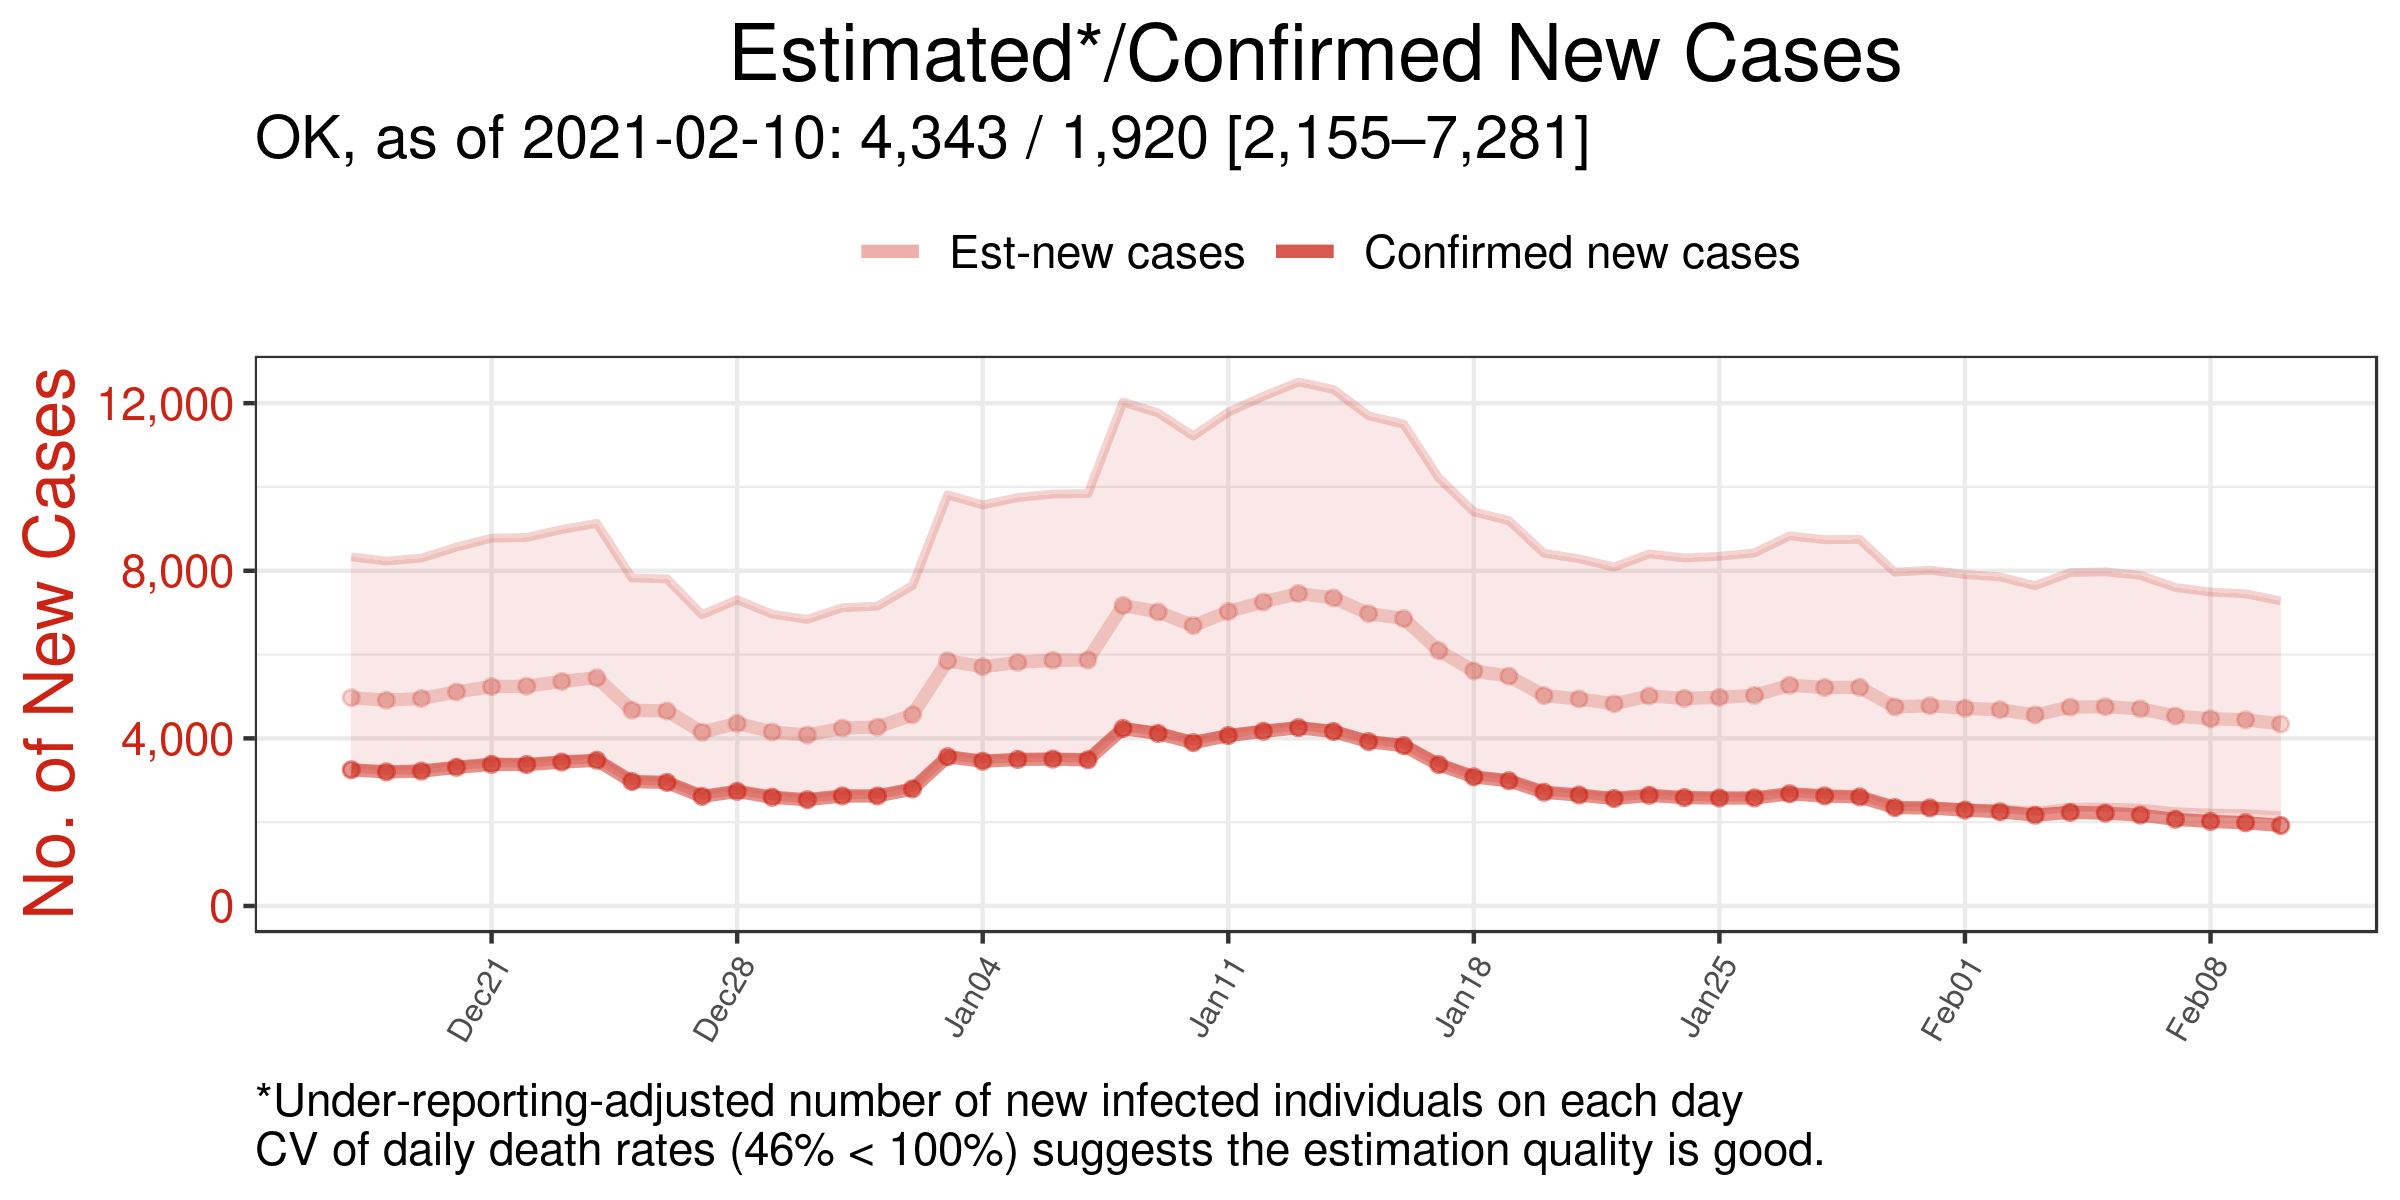 Estimated*/Confirmed New Cases
OK, as of 2021-02-10: 4,343 / 1,920 [2,155–7,281]
Est-new cases
Confirmed new cases
No. of New Cases
12,000
8,000
4,000
0
Dec21
Dec28
Jan04
Jan11
Jan18
Jan25
Feb01
Feb08
*Under-reporting-adjusted number of new infected individuals on each day
CV of daily death rates (46% < 100%) suggests the estimation quality is good.